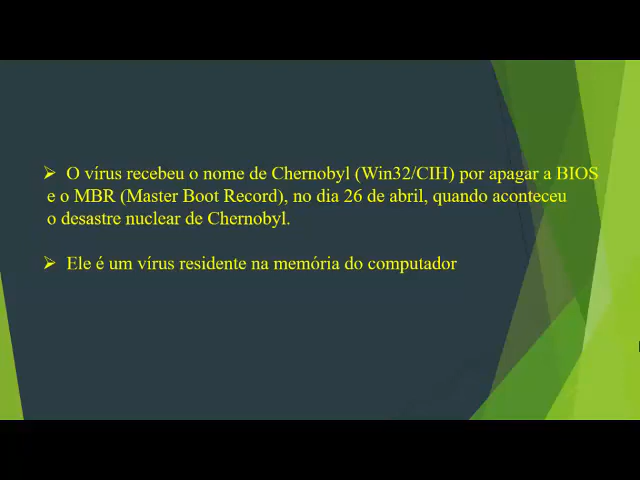 ➢ O vírus recebeu o nome de Chernobyl (Win32/CIH) por apagar a BIOS
e o MBR (Master Boot Record), no dia 26 de abril, quando aconteceu
o desastre nuclear de Chernobyl.
➢ Ele é um vírus residente na memória do computador